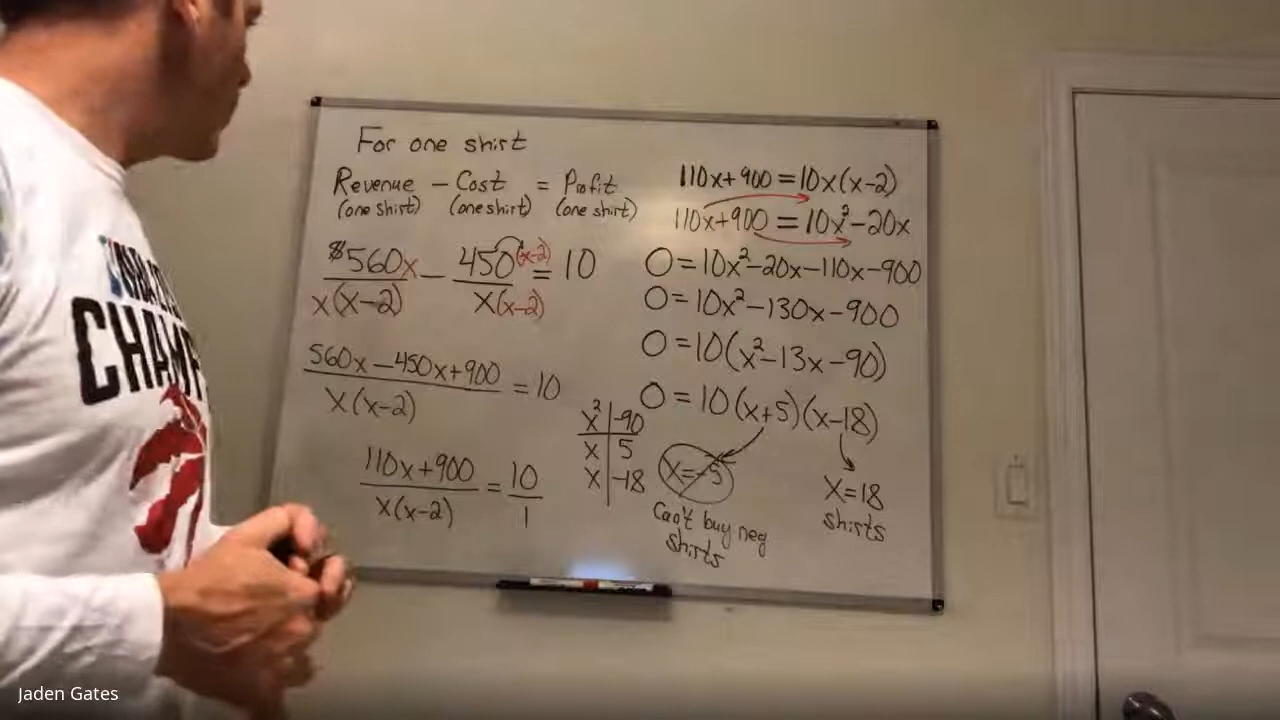 For one shirt
Revenue – Cost = Profit
(one shirt) (one shirt) (one shirt)
$560x/x(x-2) – 450(x-2)/x(x-2) = 10
560x – 450x+900/x(x-2) = 10
110x+900/x(x-2) = 10/1
110x+900 = 10x(x-2)
110x+900 = 10x²-20x
0 = 10x²-20x-110x-900
0 = 10x²-130x-900
0 = 10(x²-13x-90)
0 = 10(x+5)(x-18)
x² | -90
x | 5
x | -18
x=-5
Can't buy neg
shirts
x=18
shirts
CHAMP
Jaden Gates